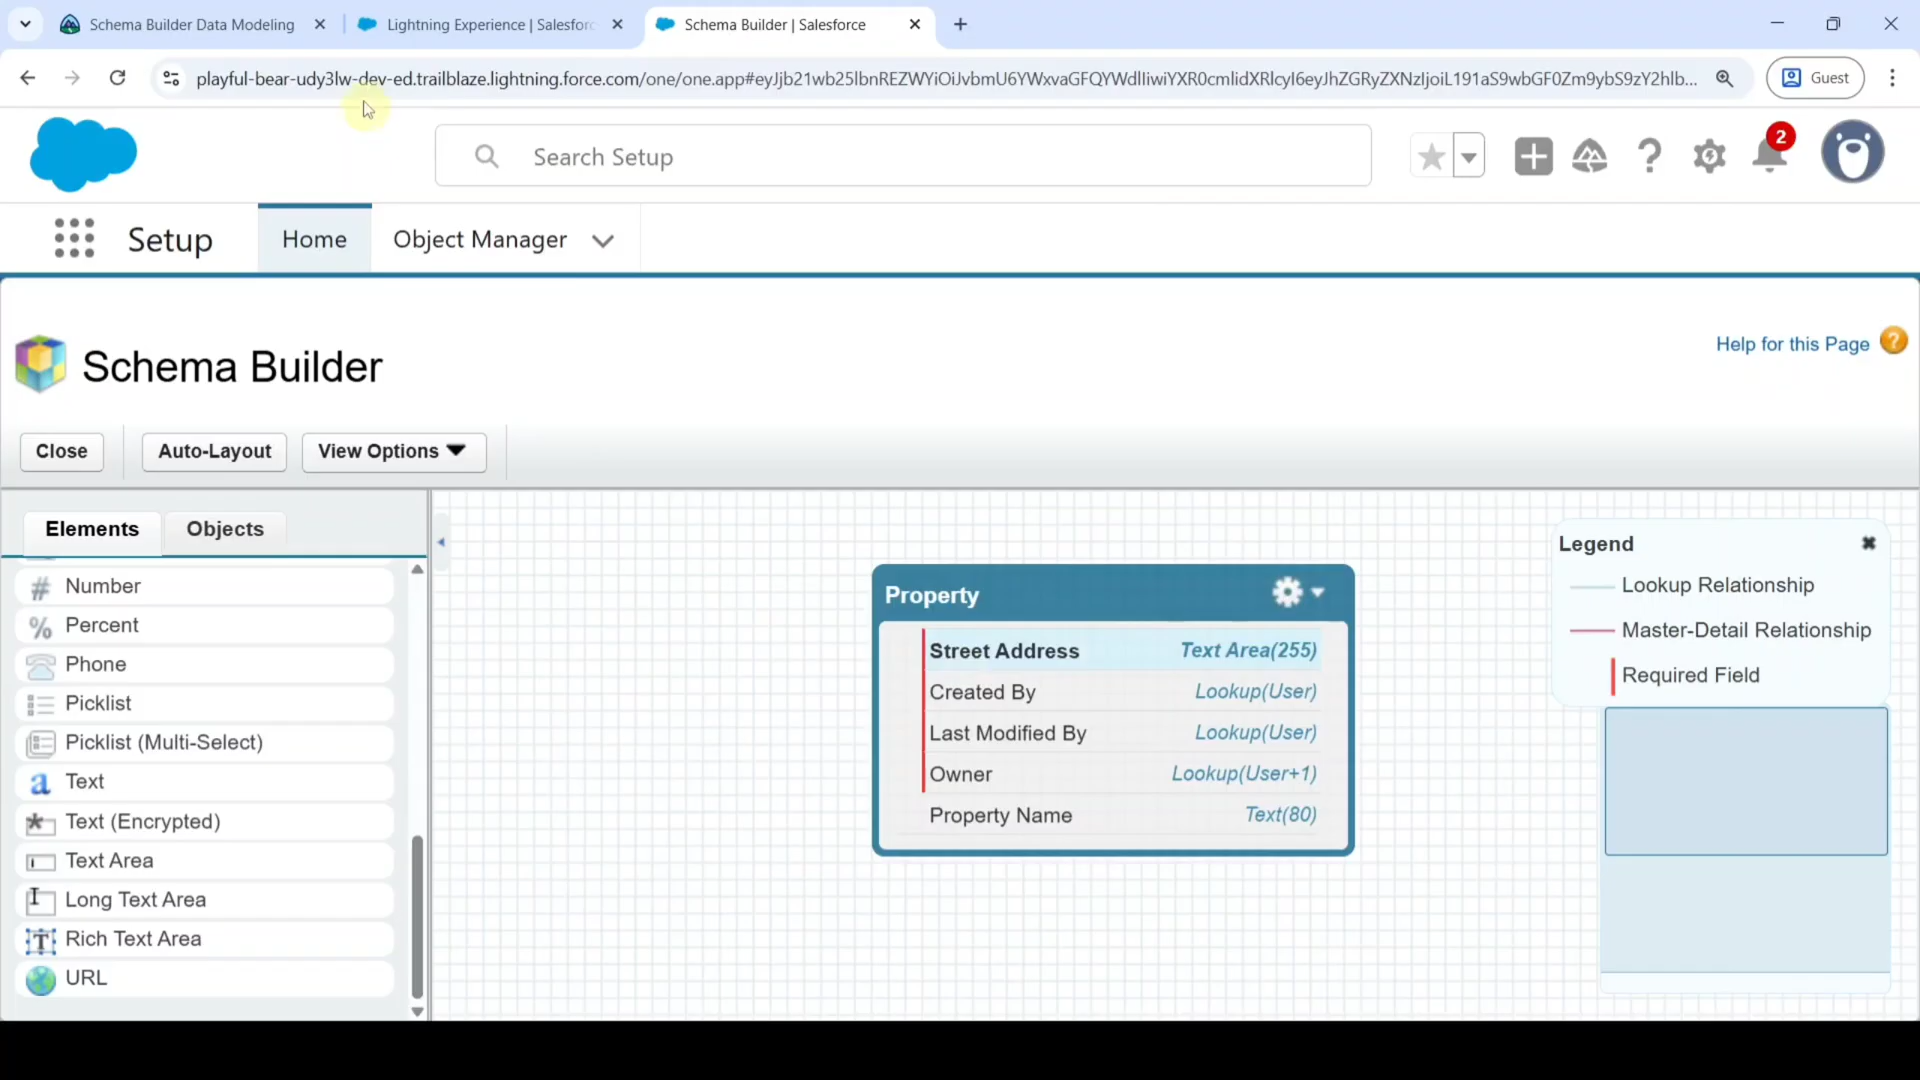 Schema Builder Data Modeling
Lightning Experience | Salesforc
Schema Builder | Salesforce
playful-bear-udy3lw-dev-ed.trailblaze.lightning.force.com/one/one.app#eyJjb21wb25lbnREZWYiOiJvbmU6YWxvaGFQYWdlIiwiYXR0cmlidXRlcyI6eyJhZGRyZXNzIjoiL191aS9wbGF0Zm9ybS9zY2hlb...
Guest
Search Setup
2
Setup
Home
Object Manager
Schema Builder
Help for this Page
?
Close
Auto-Layout
View Options
Elements
Objects
Number
Percent
Phone
Picklist
Picklist (Multi-Select)
Text
Text (Encrypted)
Text Area
Long Text Area
Rich Text Area
URL
Property
Street Address Text Area(255)
Created By Lookup(User)
Last Modified By Lookup(User)
Owner Lookup(User+1)
Property Name Text(80)
Legend
Lookup Relationship
Master-Detail Relationship
Required Field